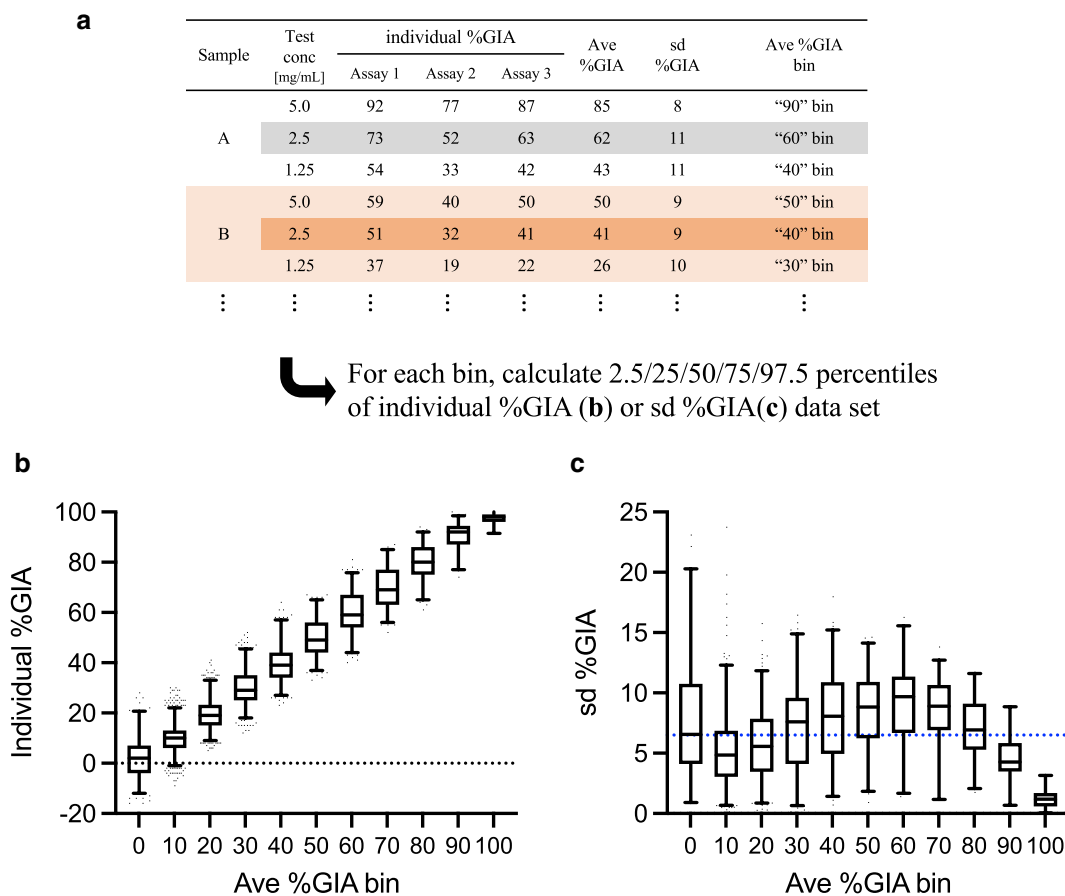 a
Sample Test conc [mg/mL] individual %GIA Ave %GIA sd %GIA Ave %GIA bin
Assay 1 Assay 2 Assay 3
A
5.0 92 77 87 85 8 “90” bin
2.5 73 52 63 62 11 “60” bin
1.25 54 33 42 43 11 “40” bin
B
5.0 59 40 50 50 9 “50” bin
2.5 51 32 41 41 9 “40” bin
1.25 37 19 22 26 10 “30” bin
For each bin, calculate 2.5/25/50/75/97.5 percentiles
of individual %GIA (b) or sd %GIA(c) data set
b
Individual %GIA
100
80
60
40
20
0
-20
0 10 20 30 40 50 60 70 80 90 100
Ave %GIA bin
c
sd %GIA
25
20
15
10
5
0
0 10 20 30 40 50 60 70 80 90 100
Ave %GIA bin